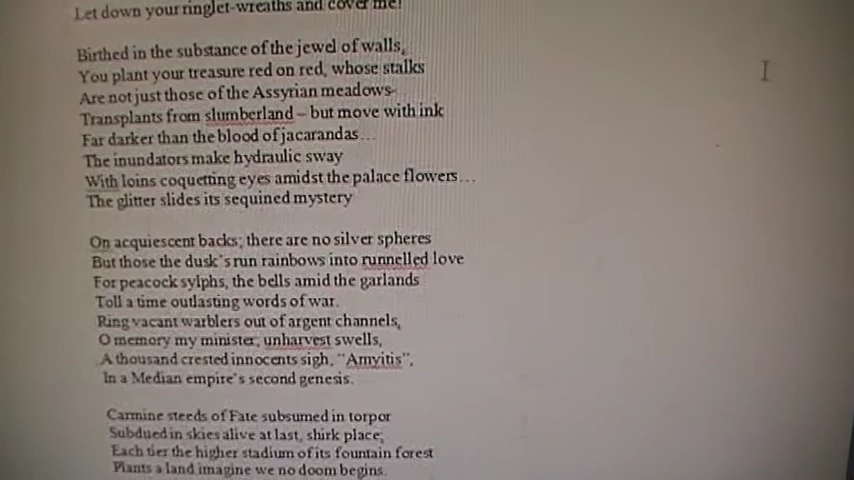 Let down your ringlet-wreaths and cover me!
Birthed in the substance of the jewel of walls,
You plant your treasure red on red, whose stalks
Are not just those of the Assyrian meadows-
Transplants from slumberland – but move with ink
Far darker than the blood of jacarandas…
The inundators make hydraulic sway
With loins coquetting eyes amidst the palace flowers…
The glitter slides its sequined mystery
On acquiescent backs; there are no silver spheres
But those the dusk's run rainbows into runnelled love
For peacock sylphs, the bells amid the garlands
Toll a time outlasting words of war.
Ring vacant warblers out of argent channels,
O memory my minister, unharvest swells,
A thousand crested innocents sigh, "Amyitis",
In a Median empire's second genesis.
Carmine steeds of Fate subsumed in torpor
Subdued in skies alive at last, shirk place;
Each tier the higher stadium of its fountain forest
Plants a land imagine we no doom begins.